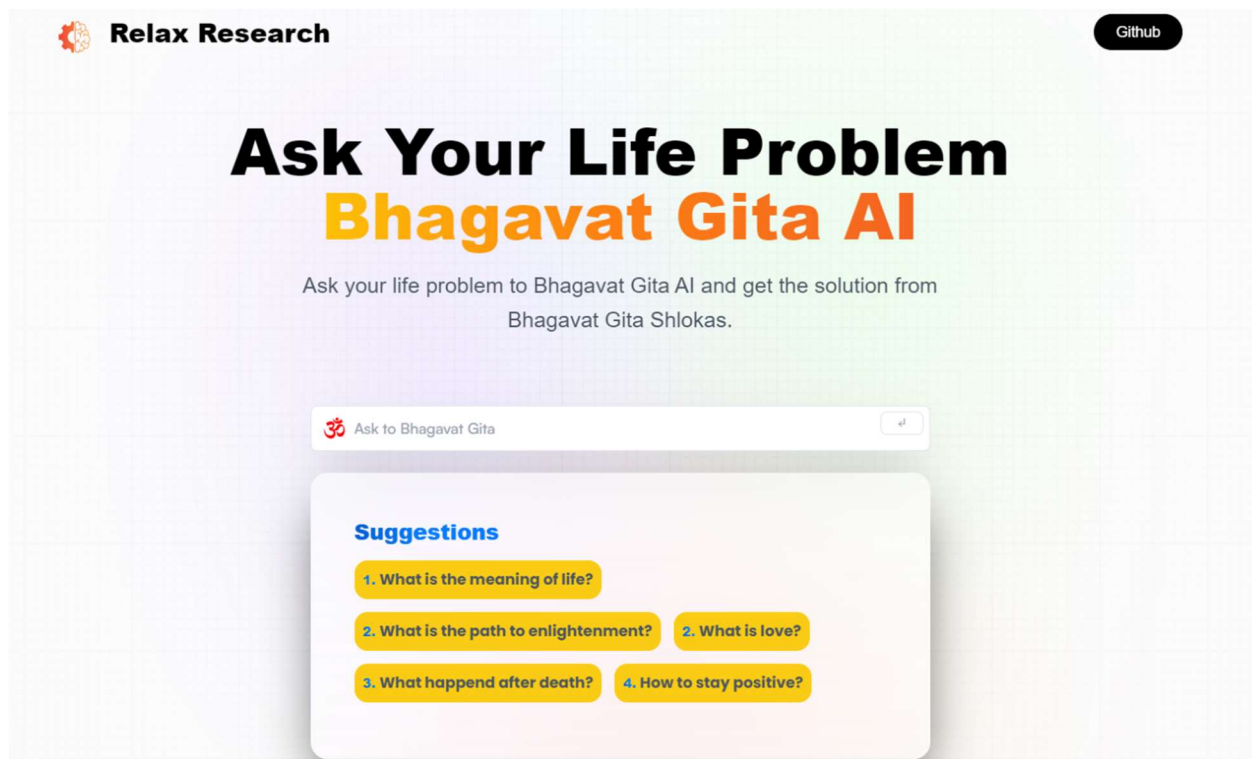 Relax Research
Github
Ask Your Life Problem
Bhagavat Gita AI
Ask your life problem to Bhagavat Gita AI and get the solution from
Bhagavat Gita Shlokas.
ॐ Ask to Bhagavat Gita ↵
Suggestions
1. What is the meaning of life?
2. What is the path to enlightenment? 2. What is love?
3. What happend after death? 4. How to stay positive?